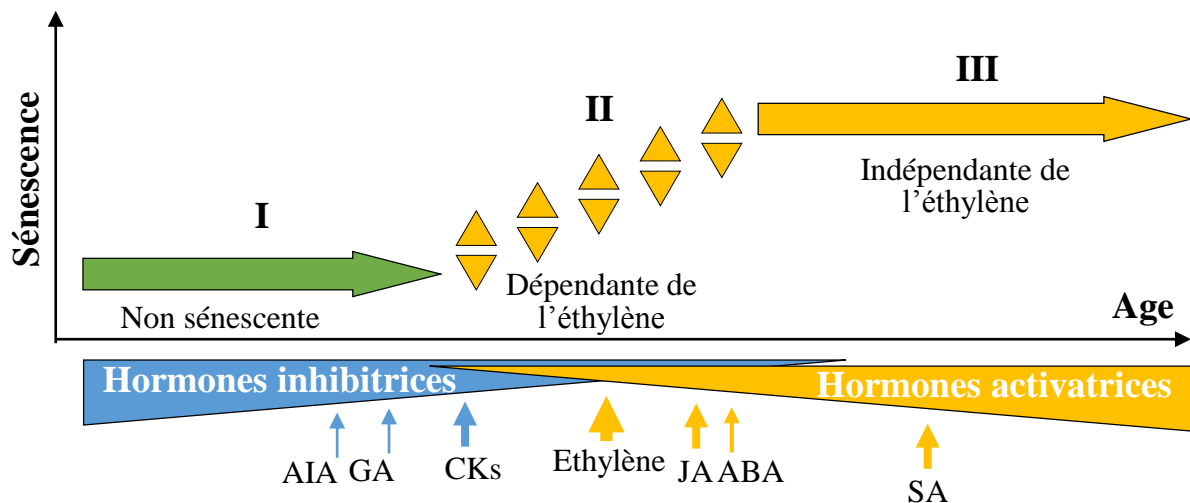 III
II
I
Sénescence
Indépendante de
l’éthylène
Non sénescente
Dépendante de
l’éthylène
Age
Hormones inhibitrices
Hormones activatrices
AIA
GA
CKs
Ethylène
JA
ABA
SA